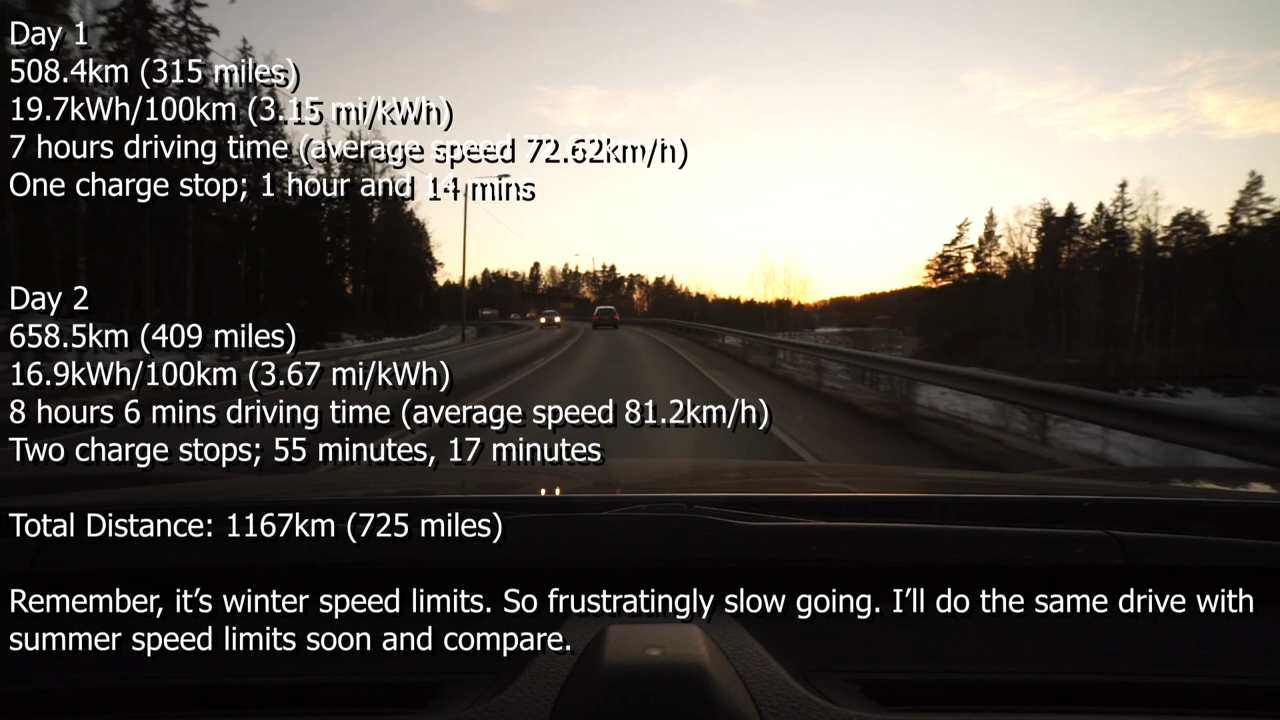 Day 1
508.4km (315 miles)
19.7kWh/100km (3.15 mi/kWh)
7 hours driving time (average speed 72.62km/h)
One charge stop; 1 hour and 14 mins
Day 2
658.5km (409 miles)
16.9kWh/100km (3.67 mi/kWh)
8 hours 6 mins driving time (average speed 81.2km/h)
Two charge stops; 55 minutes, 17 minutes
Total Distance: 1167km (725 miles)
Remember, it’s winter speed limits. So frustratingly slow going. I’ll do the same drive with
summer speed limits soon and compare.